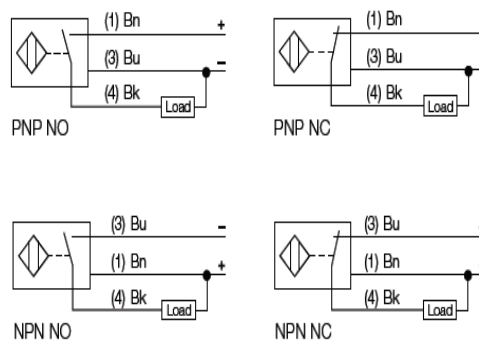 (1) Bn +
(3) Bu –
(4) Bk Load
PNP NO
(1) Bn
(3) Bu
(4) Bk Load
PNP NC
(3) Bu –
(1) Bn +
(4) Bk Load
NPN NO
(3) Bu
(1) Bn
(4) Bk Load
NPN NC